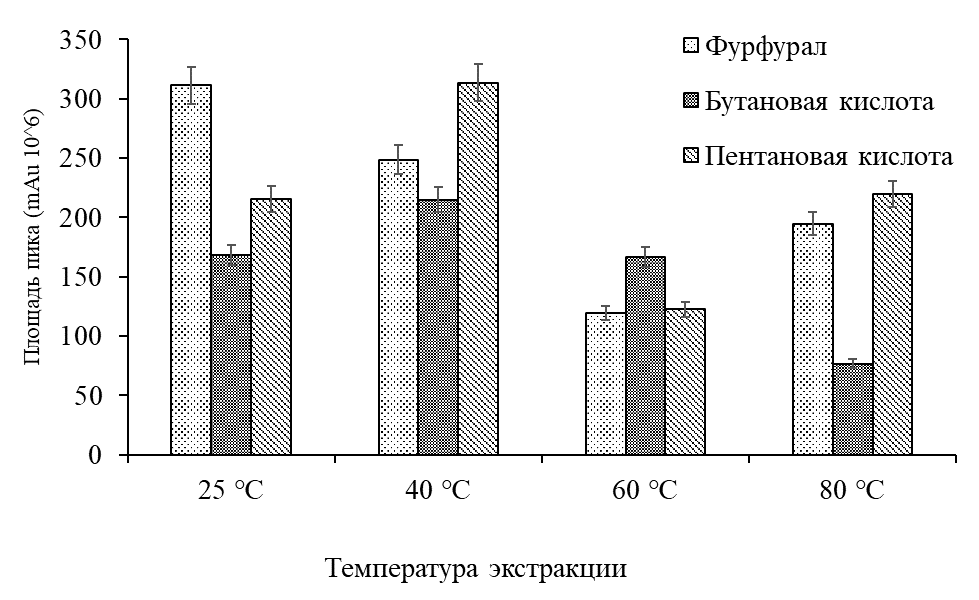 Площадь пика (mAu 10^6)
350
300
250
200
150
100
50
0
Фурфурал
Бутановая кислота
Пентановая кислота
25 °C
40 °C
60 °C
80 °C
Температура экстракции